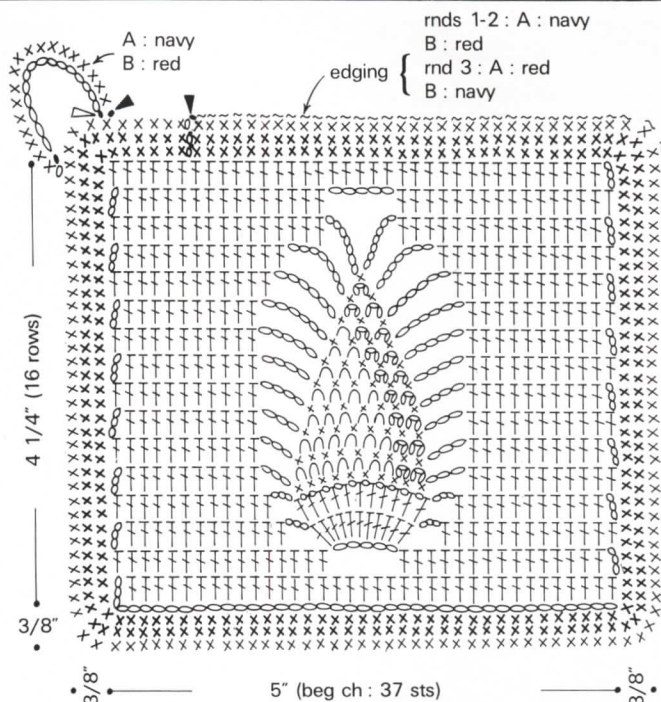 rnds 1-2 : A : navy
B : red
edging { rnd 3 : A : red
B : navy
A : navy
B : red
4 1/4" (16 rows)
3/8"
3/8"
5" (beg ch : 37 sts)
3/8"